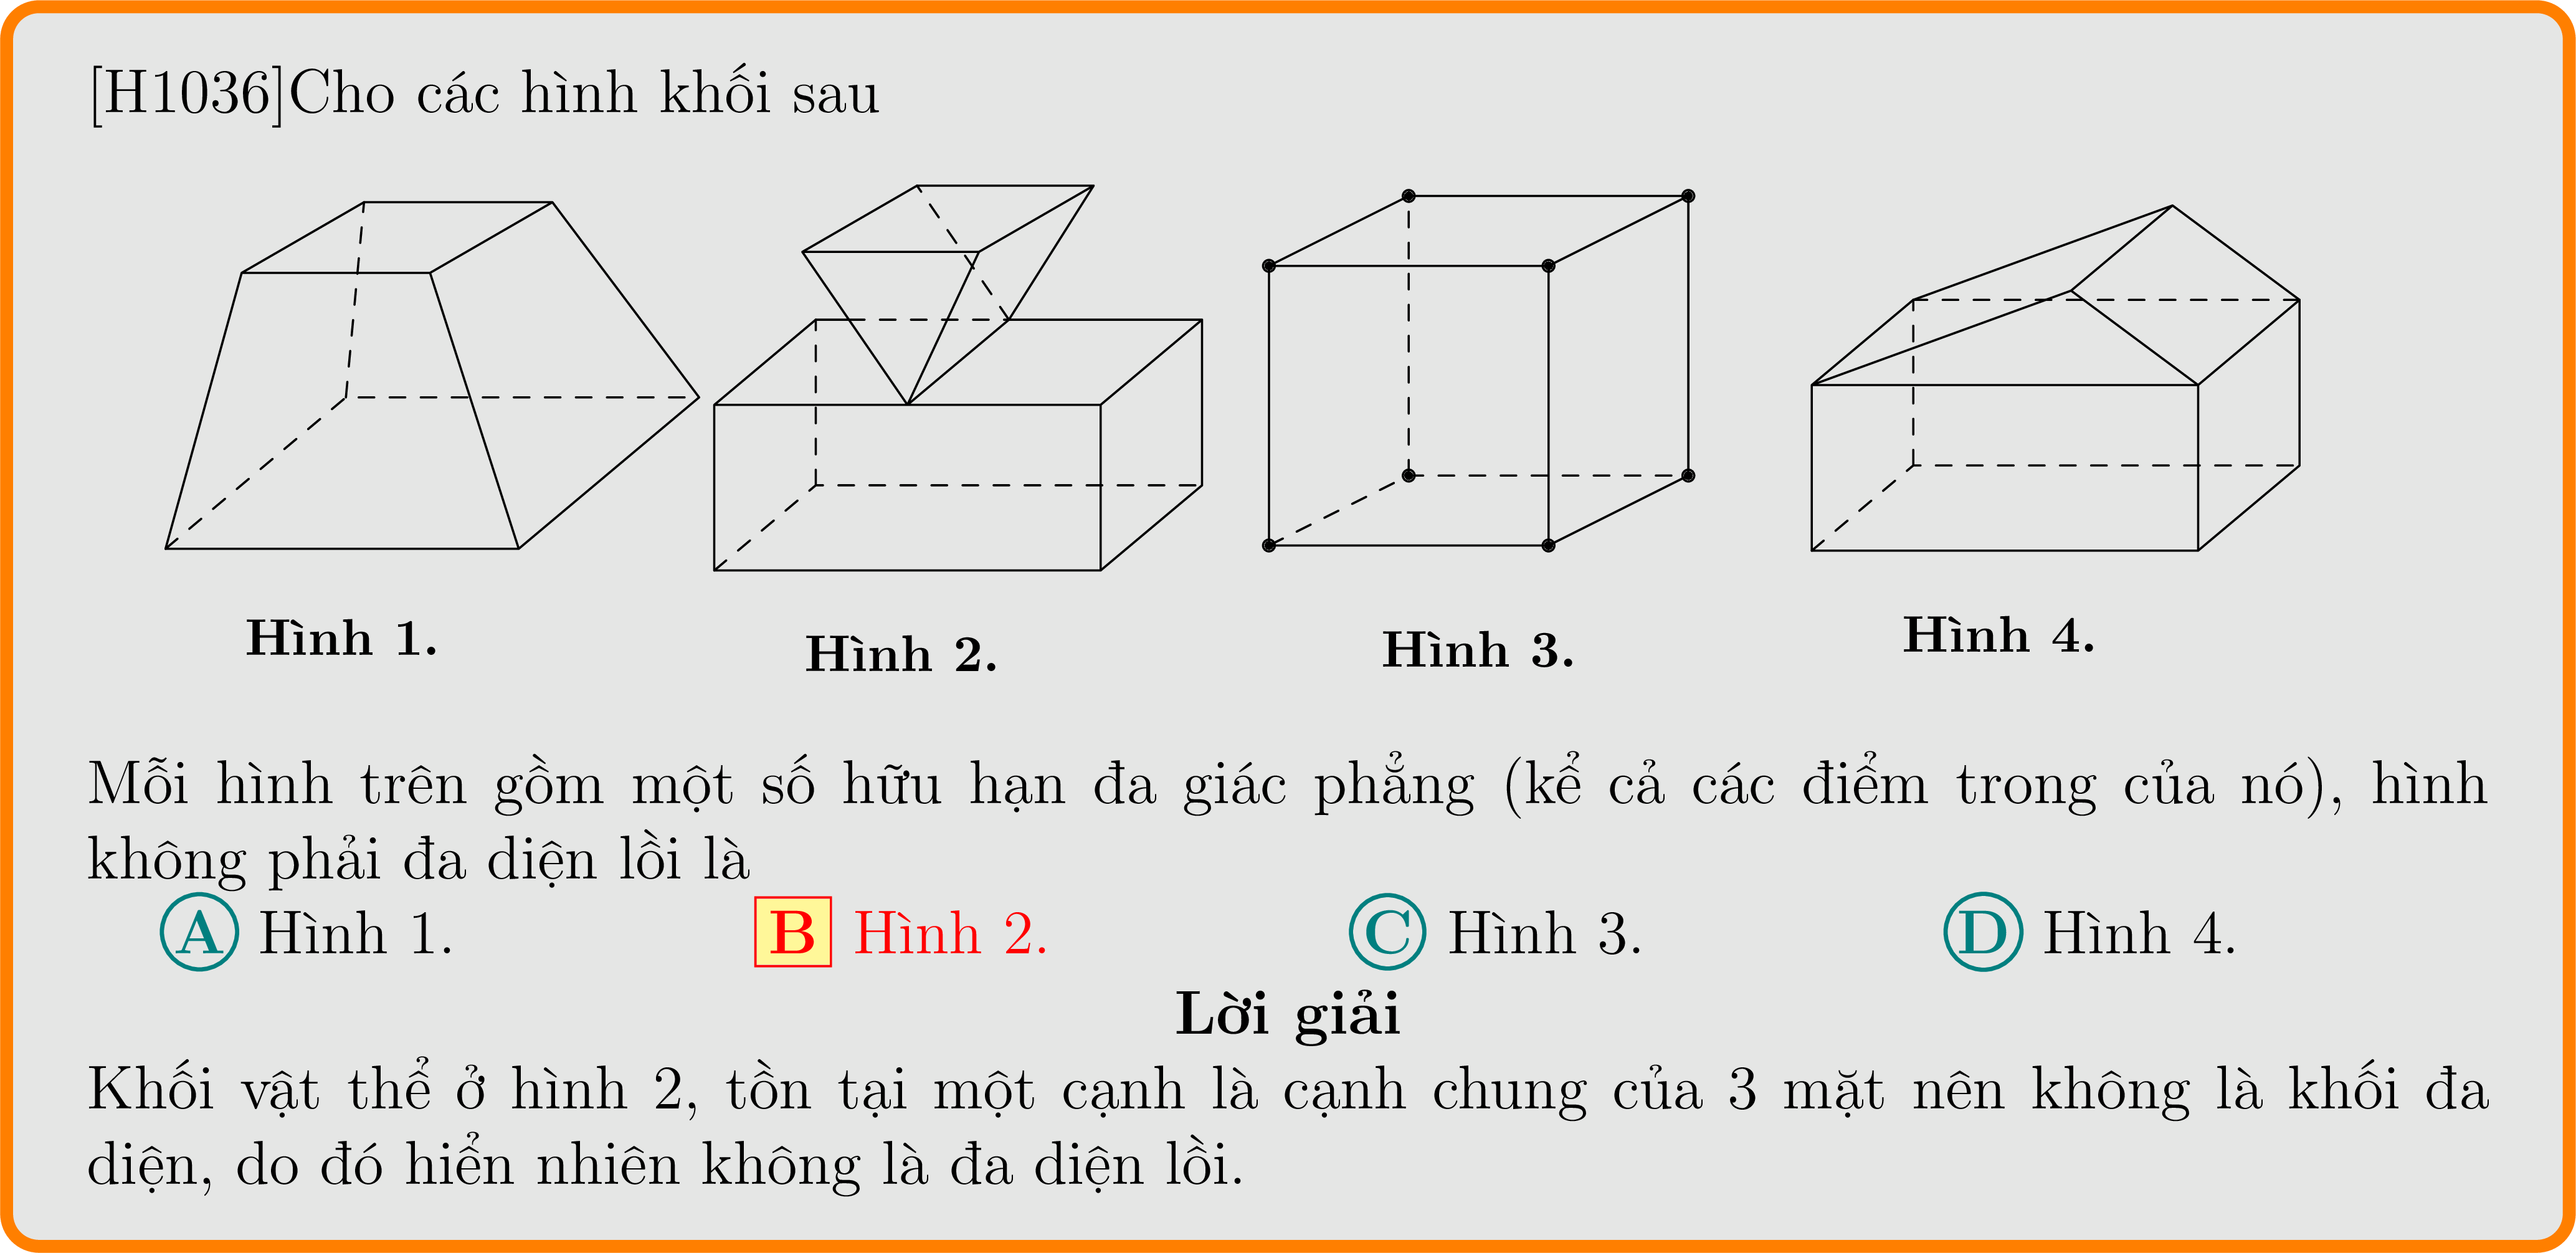 [H1036]Cho các hình khối sau
Hình 1.
Hình 2.
Hình 3.
Hình 4.
Mỗi hình trên gồm một số hữu hạn đa giác phẳng (kể cả các điểm trong của nó), hình
không phải đa diện lồi là
A Hình 1. B Hình 2. C Hình 3. D Hình 4.
Lời giải
Khối vật thể ở hình 2, tồn tại một cạnh là cạnh chung của 3 mặt nên không là khối đa
diện, do đó hiển nhiên không là đa diện lồi.